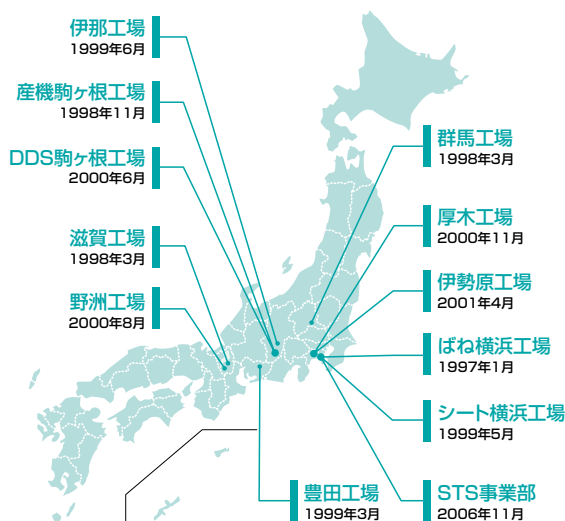 伊那工場
1999年6月
産機駒ヶ根工場
1998年11月
DDS駒ヶ根工場
2000年6月
滋賀工場
1998年3月
野洲工場
2000年8月
群馬工場
1998年3月
厚木工場
2000年11月
伊勢原工場
2001年4月
ばね横浜工場
1997年1月
シート横浜工場
1999年5月
豊田工場
1999年3月
STS事業部
2006年11月